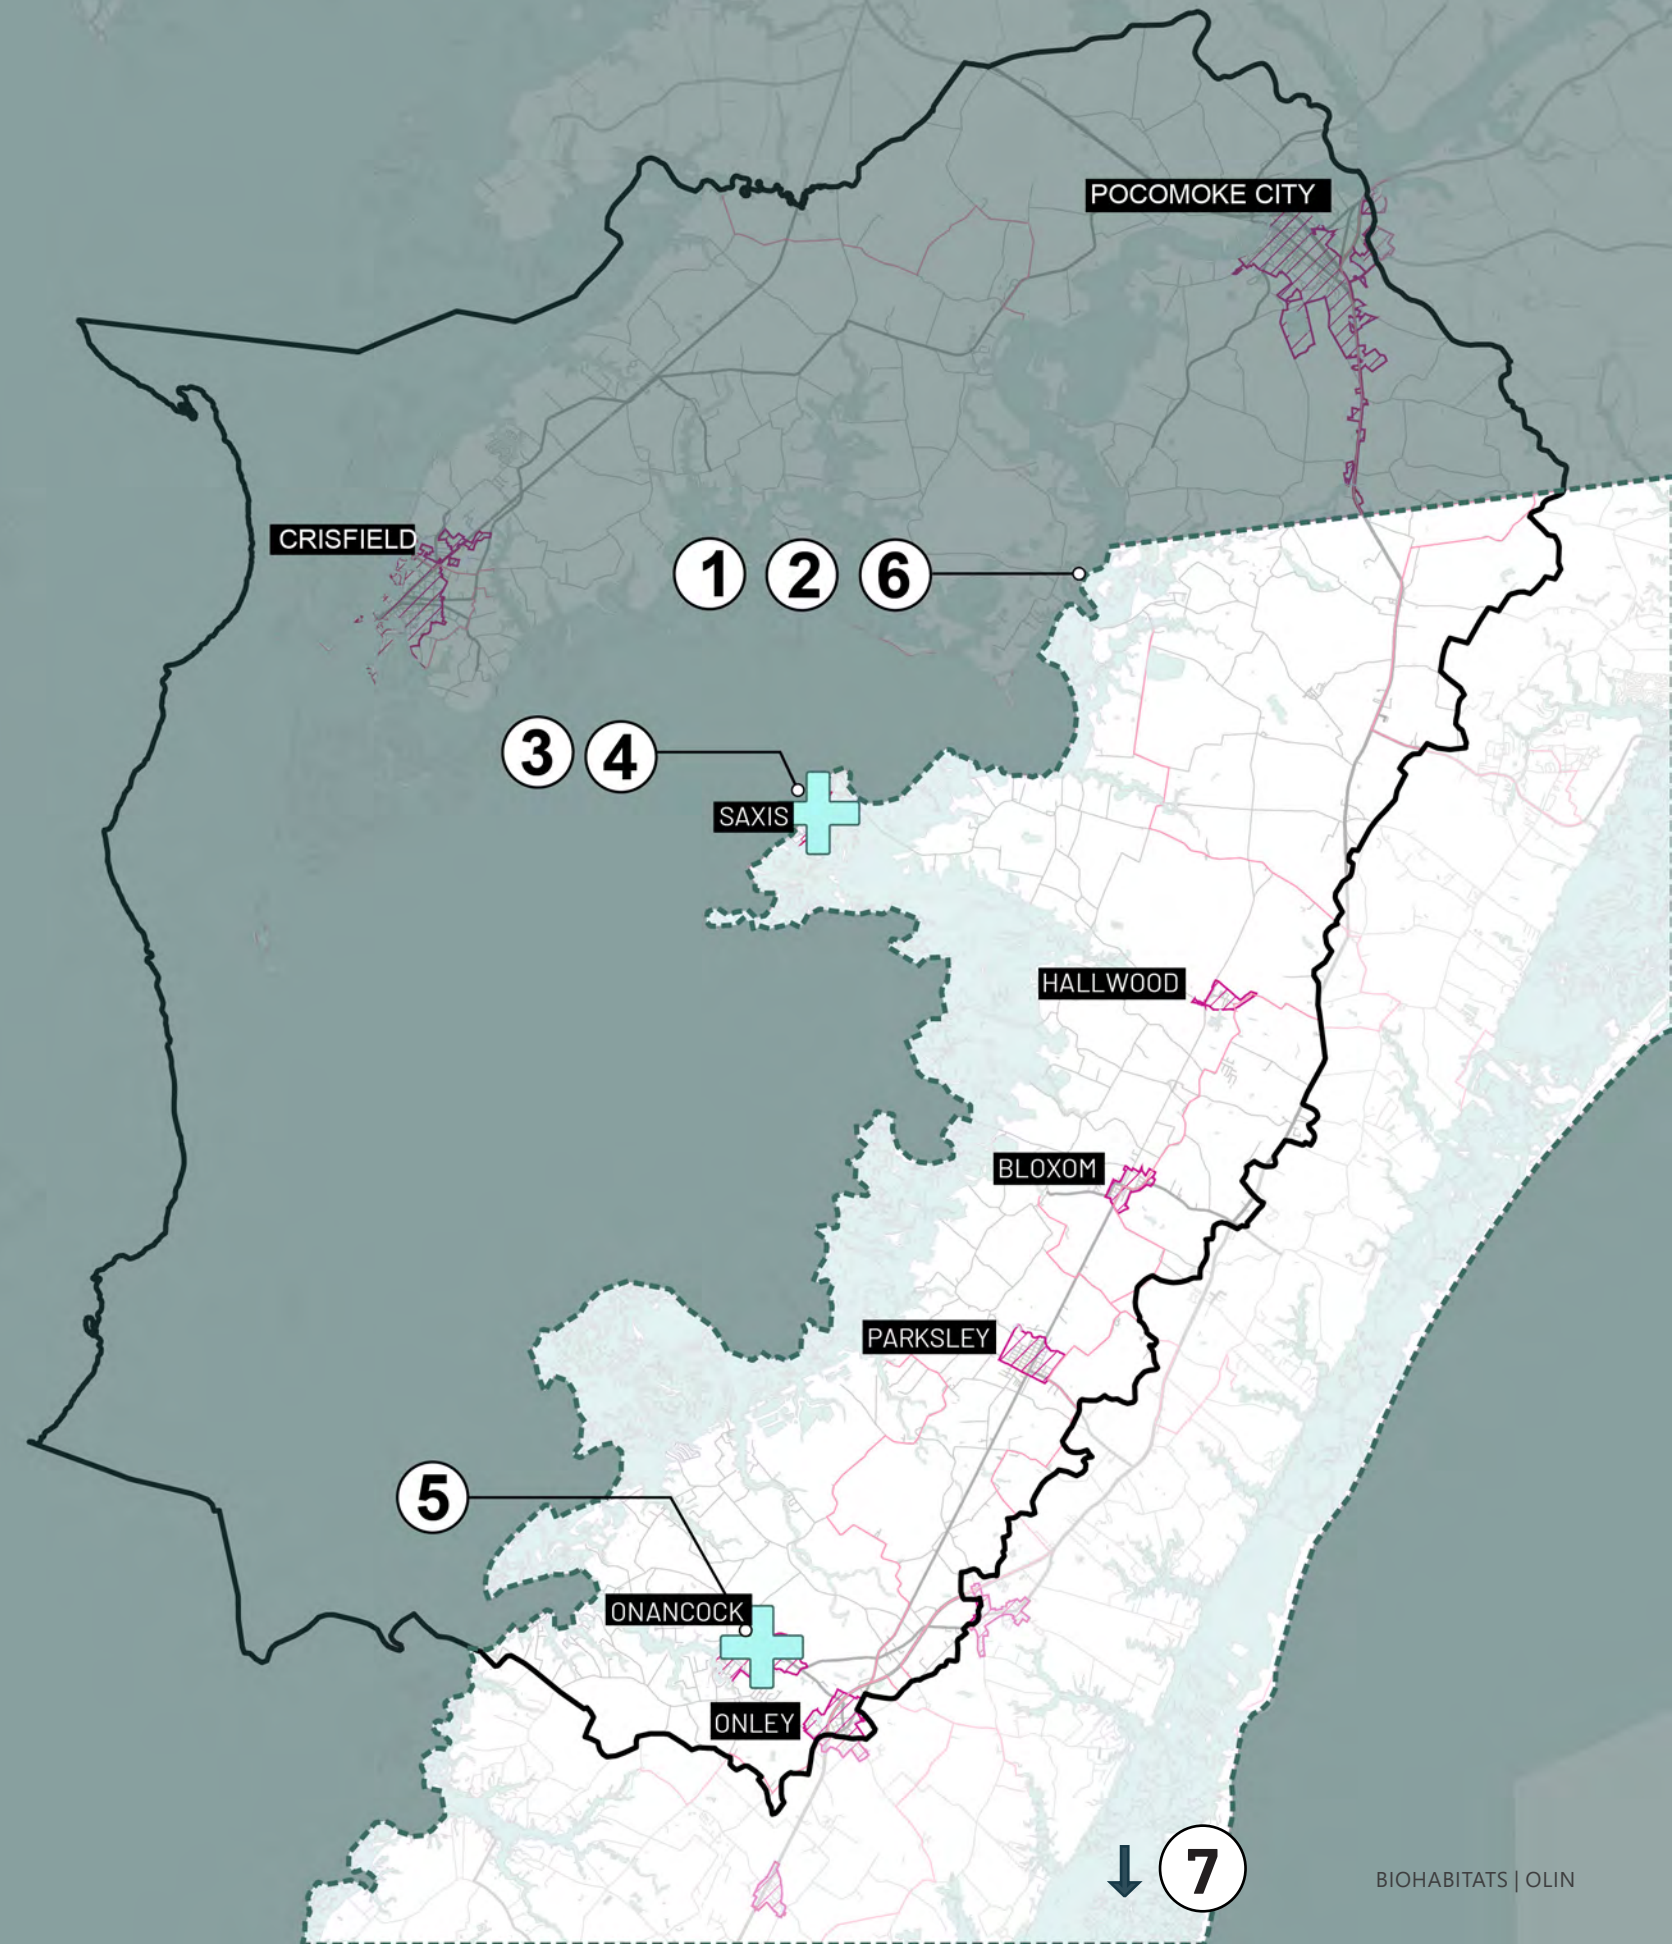 POCOMOKE CITY
CRISFIELD
1 2 6
3 4
SAXIS
HALLWOOD
BLOXOM
PARKSLEY
5
ONANCOCK
ONLEY
7
BIOHABITATS | OLIN